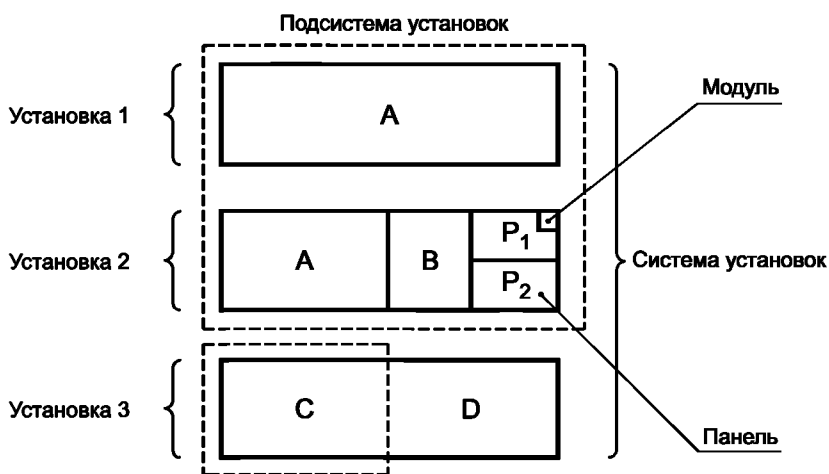 Подсистема установок
Установка 1
A
Модуль
Установка 2
A
B
P1
P2
Система установок
Установка 3
C
D
Панель